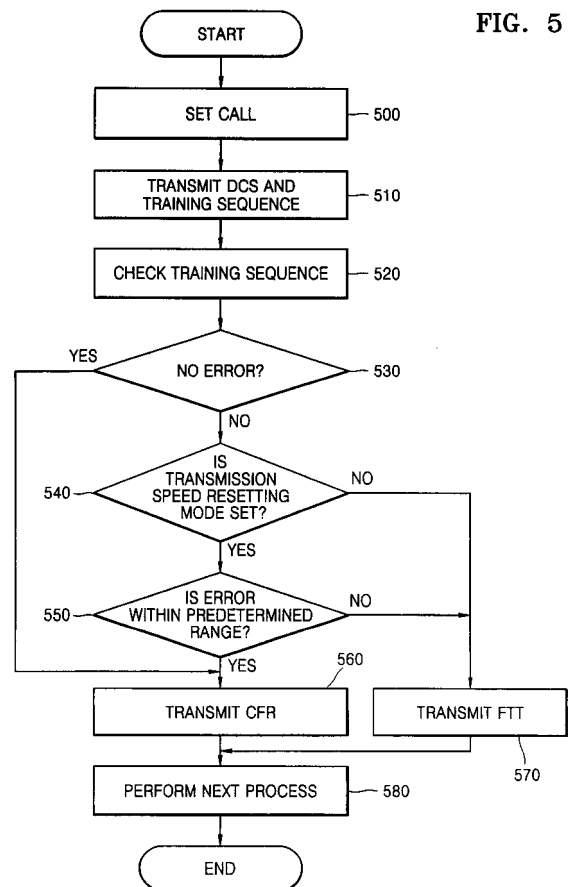 FIG. 5
START
SET CALL
500
TRANSMIT DCS AND
TRAINING SEQUENCE
510
CHECK TRAINING SEQUENCE
520
YES
NO ERROR?
530
NO
540
IS
TRANSMISSION
SPEED RESETTING
MODE SET?
NO
YES
550
IS ERROR
WITHIN PREDETERMINED
RANGE?
NO
YES
560
TRANSMIT CFR
TRANSMIT FTT
570
PERFORM NEXT PROCESS
580
END